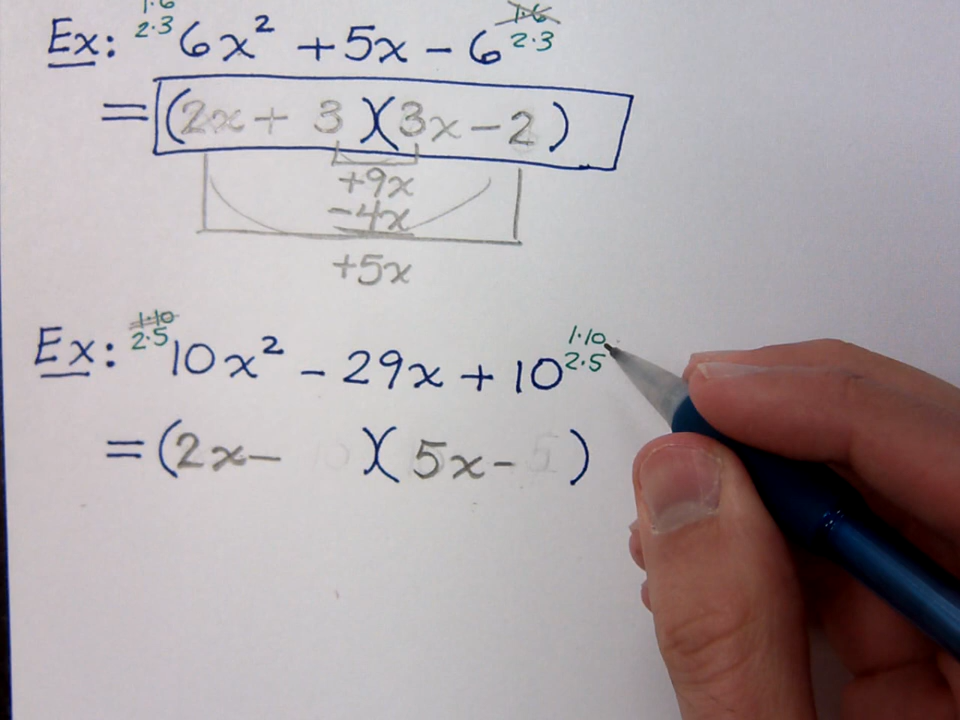 1·6
1·6
2·3
2·3
Ex: 6x² + 5x - 6
= (2x + 3)(3x - 2)
+9x
-4x
+5x
1·10
1·10
2·5
2·5
Ex: 10x² - 29x + 10
= (2x - )(5x - )